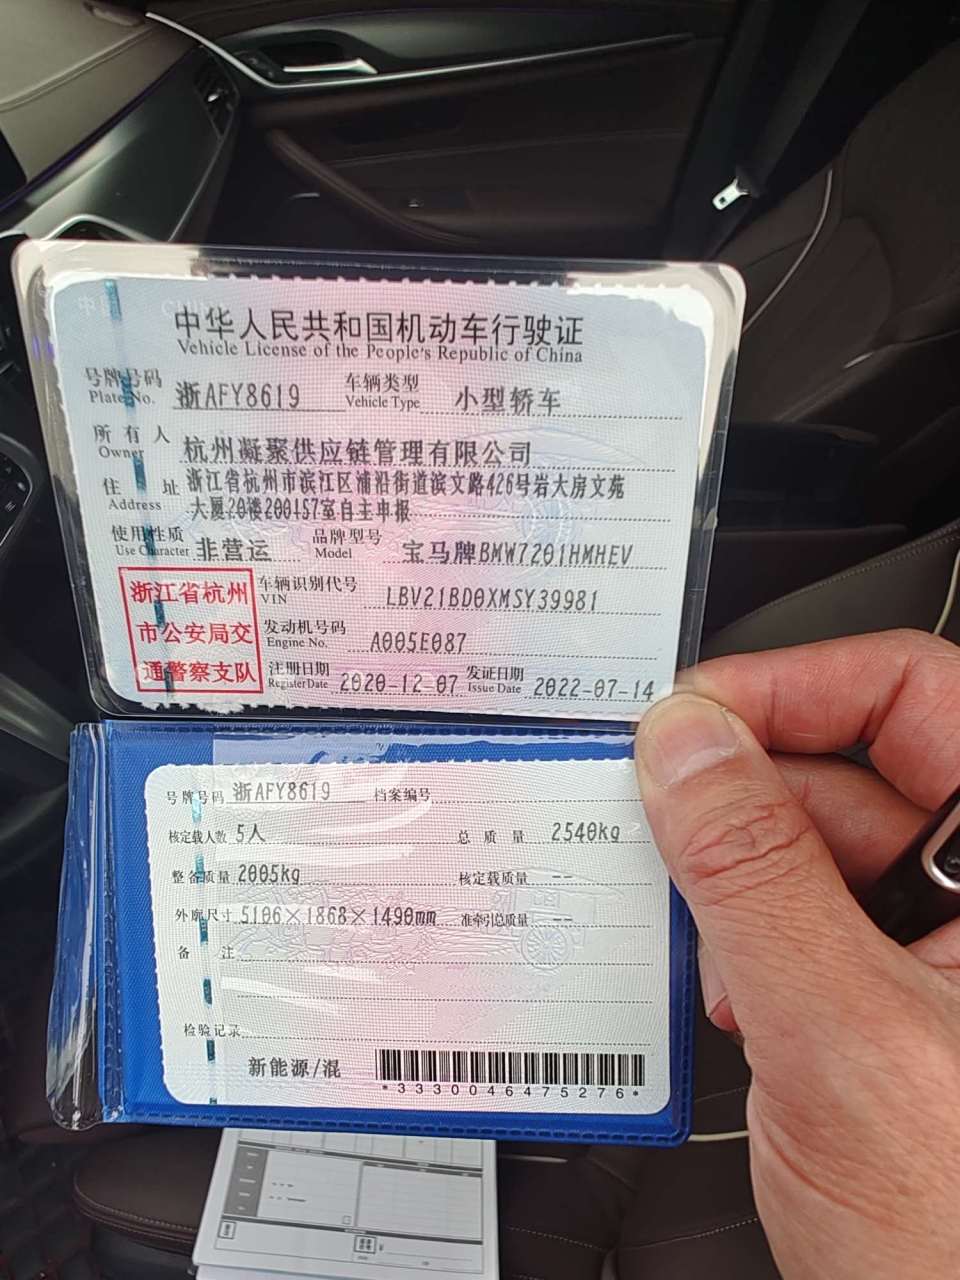 中华人民共和国机动车行驶证
Vehicle License of the People's Republic of China
号牌号码 浙AFY8619 车辆类型 小型轿车
Plate No. Vehicle Type
所有人 杭州凝聚供应链管理有限公司
Owner
住址 浙江省杭州市滨江区浦沿街道滨文路426号岩大房文苑
Address 大厦20楼200157室自主申报
使用性质 非营运 品牌型号 宝马牌BMW7201HMHEV
Use Character Model
浙江省杭州
市公安局交
通警察支队
车辆识别代号 LBV21BD0XMSY39981
VIN
发动机号码 A005E087
Engine No.
注册日期 2020-12-07 发证日期 2022-07-14
Register Date Issue Date
号牌号码 浙AFY8619 档案编号
核定载人数 5人 总质量 2540kg
整备质量 2005kg 核定载质量 --
外廓尺寸 5106×1868×1490mm 准牵引总质量 --
备注
检验记录
新能源/混
*3330046475276*